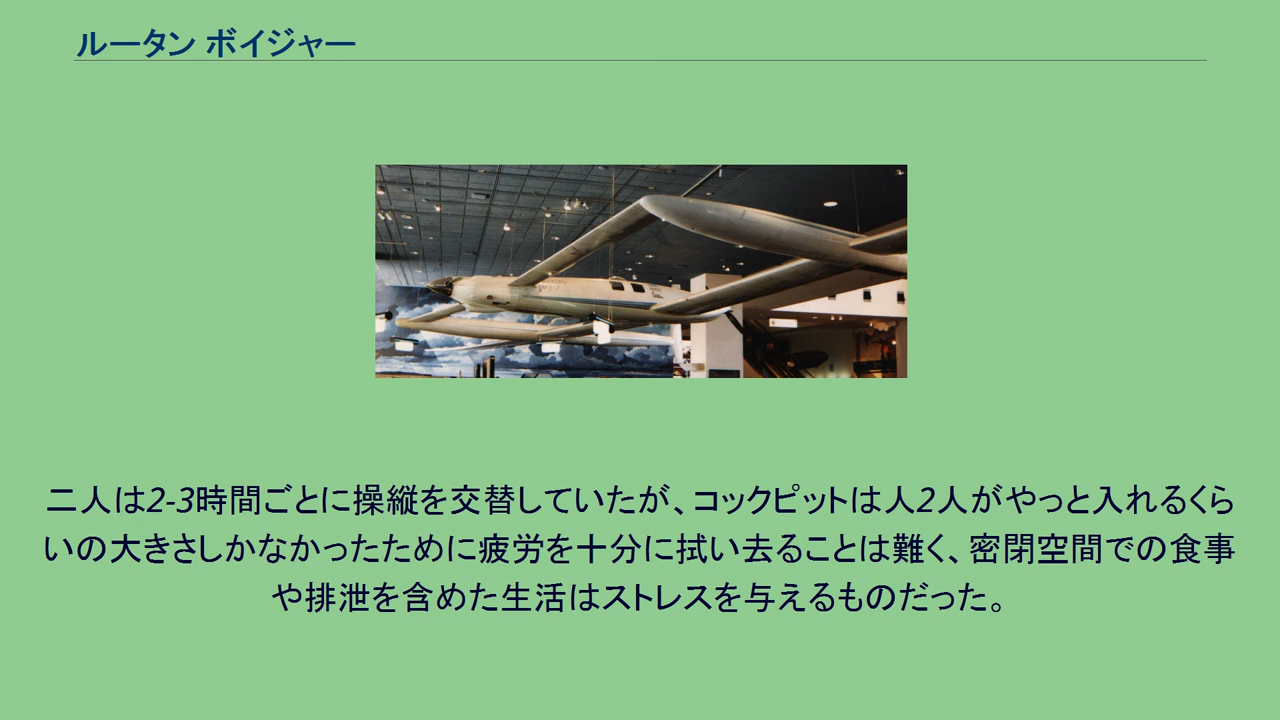 ルータン ボイジャー
二人は2-3時間ごとに操縦を交替していたが、コックピットは人2人がやっと入れるくら
いの大きさしかなかったために疲労を十分に拭い去ることは難く、密閉空間での食事
や排泄を含めた生活はストレスを与えるものだった。